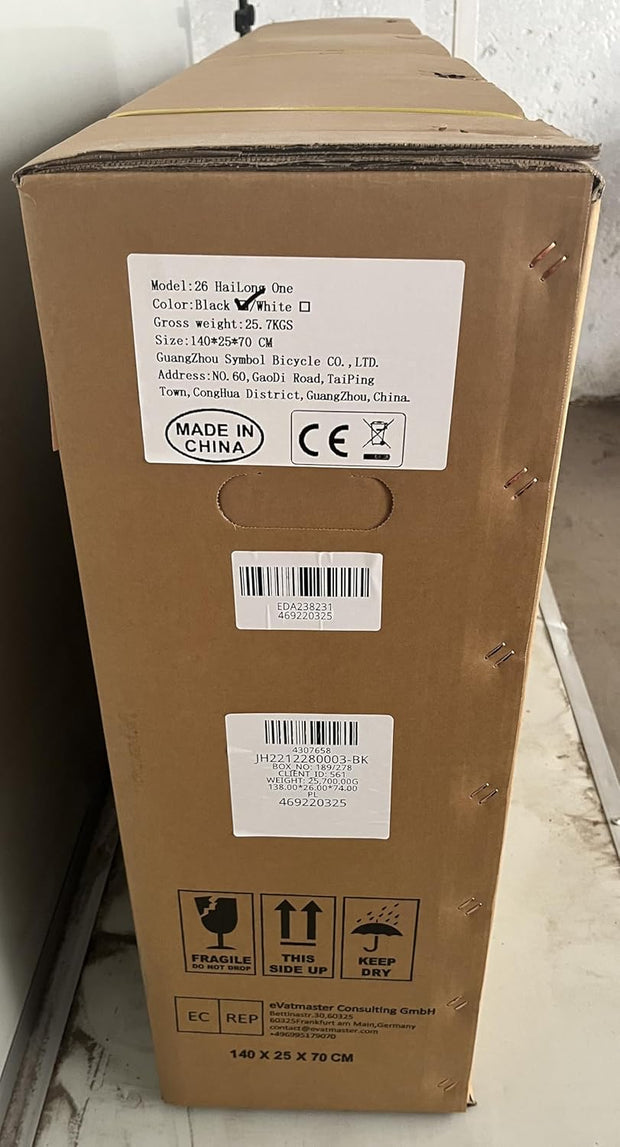 Model:26 HaiLong One
Color:Black ☑/White ☐
Gross weight:25.7KGS
Size:140*25*70 CM
GuangZhou Symbol Bicycle CO.,LTD.
Address:NO.60,GaoDi Road,TaiPing
Town,CongHua District,GuangZhou,China.
MADE IN
CHINA
CE
EDA238231
469220325
4307658
JH2212280003-BK
BOX NO: 189/278
CLIENT ID: 561
WEIGHT: 25,700.00G
138.00*26.00*74.00
PL
469220325
FRAGILE
DO NOT DROP
THIS
SIDE UP
KEEP
DRY
EC REP
eVatmaster Consulting GmbH
Bettinastr.30,60325
60325Frankfurt am Main,Germany
contact@evatmaster.com
+4969951790​70
140 X 25 X 70 CM